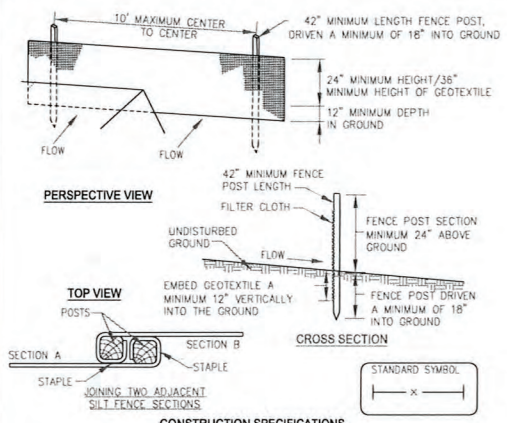 10' MAXIMUM CENTER
TO CENTER
42" MINIMUM LENGTH FENCE POST,
DRIVEN A MINIMUM OF 18" INTO GROUND
24" MINIMUM HEIGHT/36"
MINIMUM HEIGHT OF GEOTEXTILE
12" MINIMUM DEPTH
IN GROUND
FLOW
FLOW
PERSPECTIVE VIEW
42" MINIMUM FENCE
POST LENGTH
FILTER CLOTH
UNDISTURBED
GROUND
FLOW
FENCE POST SECTION
MINIMUM 24" ABOVE
GROUND
EMBED GEOTEXTILE A
MINIMUM 12" VERTICALLY
INTO THE GROUND
FENCE POST DRIVEN
A MINIMUM OF 18"
INTO GROUND
CROSS SECTION
TOP VIEW
POSTS
SECTION A
SECTION B
STAPLE
STAPLE
JOINING TWO ADJACENT
SILT FENCE SECTIONS
STANDARD SYMBOL
x
CONSTRUCTION SPECIFICATIONS